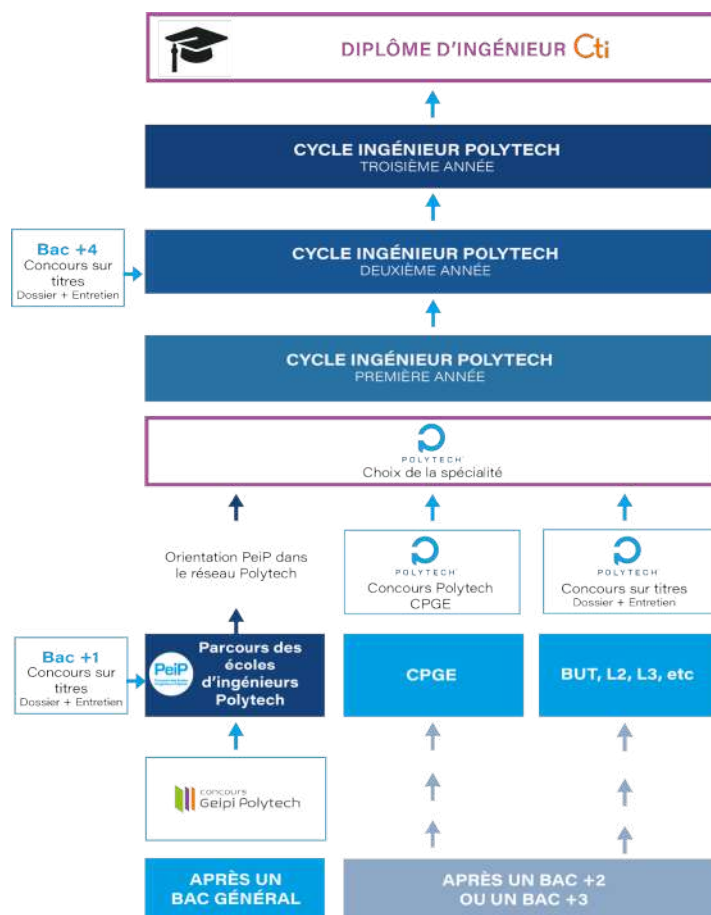 DIPLÔME D'INGÉNIEUR Cti
CYCLE INGÉNIEUR POLYTECH
TROISIÈME ANNÉE
Bac +4
Concours sur
titres
Dossier + Entretien
CYCLE INGÉNIEUR POLYTECH
DEUXIÈME ANNÉE
CYCLE INGÉNIEUR POLYTECH
PREMIÈRE ANNÉE
POLYTECH
Choix de la spécialité
Orientation PeiP dans
le réseau Polytech
POLYTECH
Concours Polytech
CPGE
POLYTECH
Concours sur titres
Dossier + Entretien
Bac +1
Concours sur
titres
Dossier + Entretien
PeiP
Parcours des
écoles
d'ingénieurs
Polytech
CPGE
BUT, L2, L3, etc
concours
Geipi Polytech
APRÈS UN
BAC GÉNÉRAL
APRÈS UN BAC +2
OU UN BAC +3